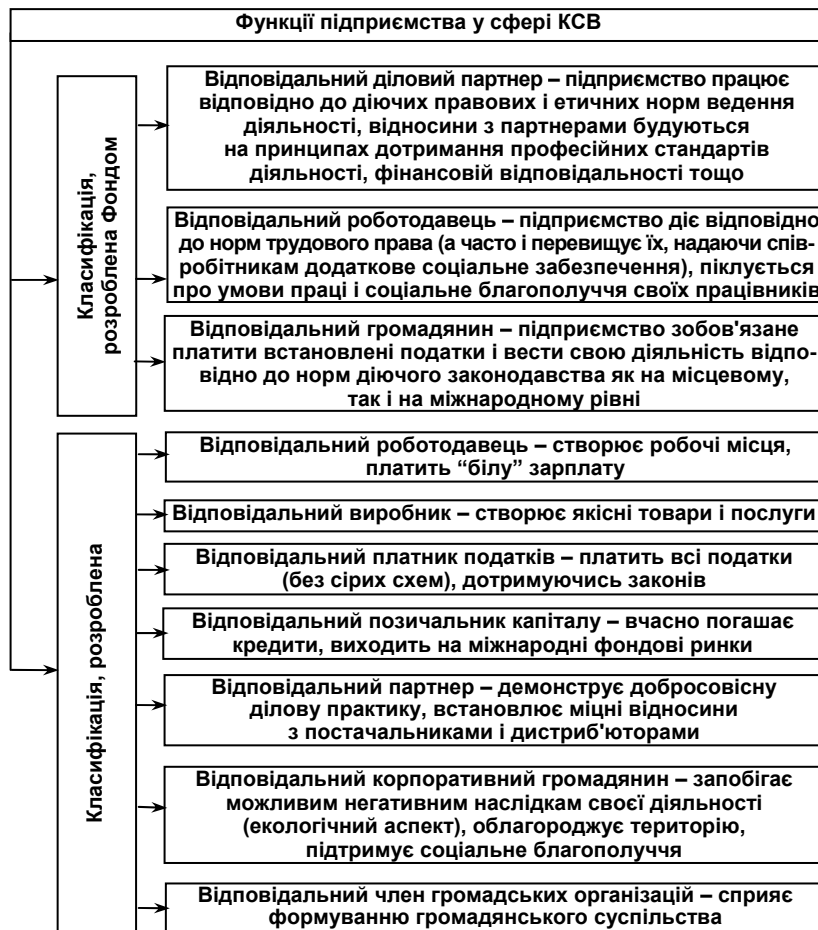 Функції підприємства у сфері КСВ
Класифікація,
розроблена Фондом
Відповідальний діловий партнер – підприємство працює
відповідно до діючих правових і етичних норм ведення
діяльності, відносини з партнерами будуються
на принципах дотримання професійних стандартів
діяльності, фінансовій відповідальності тощо
Відповідальний роботодавець – підприємство діє відповідно
до норм трудового права (а часто і перевищує їх, надаючи спів-
робітникам додаткове соціальне забезпечення), піклується
про умови праці і соціальне благополуччя своїх працівників
Відповідальний громадянин – підприємство зобов'язане
платити встановлені податки і вести свою діяльність відпо-
відно до норм діючого законодавства як на місцевому,
так і на міжнародному рівні
Класифікація, розроблена
Відповідальний роботодавець – створює робочі місця,
платить “білу” зарплату
Відповідальний виробник – створює якісні товари і послуги
Відповідальний платник податків – платить всі податки
(без сірих схем), дотримуючись законів
Відповідальний позичальник капіталу – вчасно погашає
кредити, виходить на міжнародні фондові ринки
Відповідальний партнер – демонструє добросовісну
ділову практику, встановлює міцні відносини
з постачальниками і дистриб'юторами
Відповідальний корпоративний громадянин – запобігає
можливим негативним наслідкам своєї діяльності
(екологічний аспект), облагороджує територію,
підтримує соціальне благополуччя
Відповідальний член громадських організацій – сприяє
формуванню громадянського суспільства